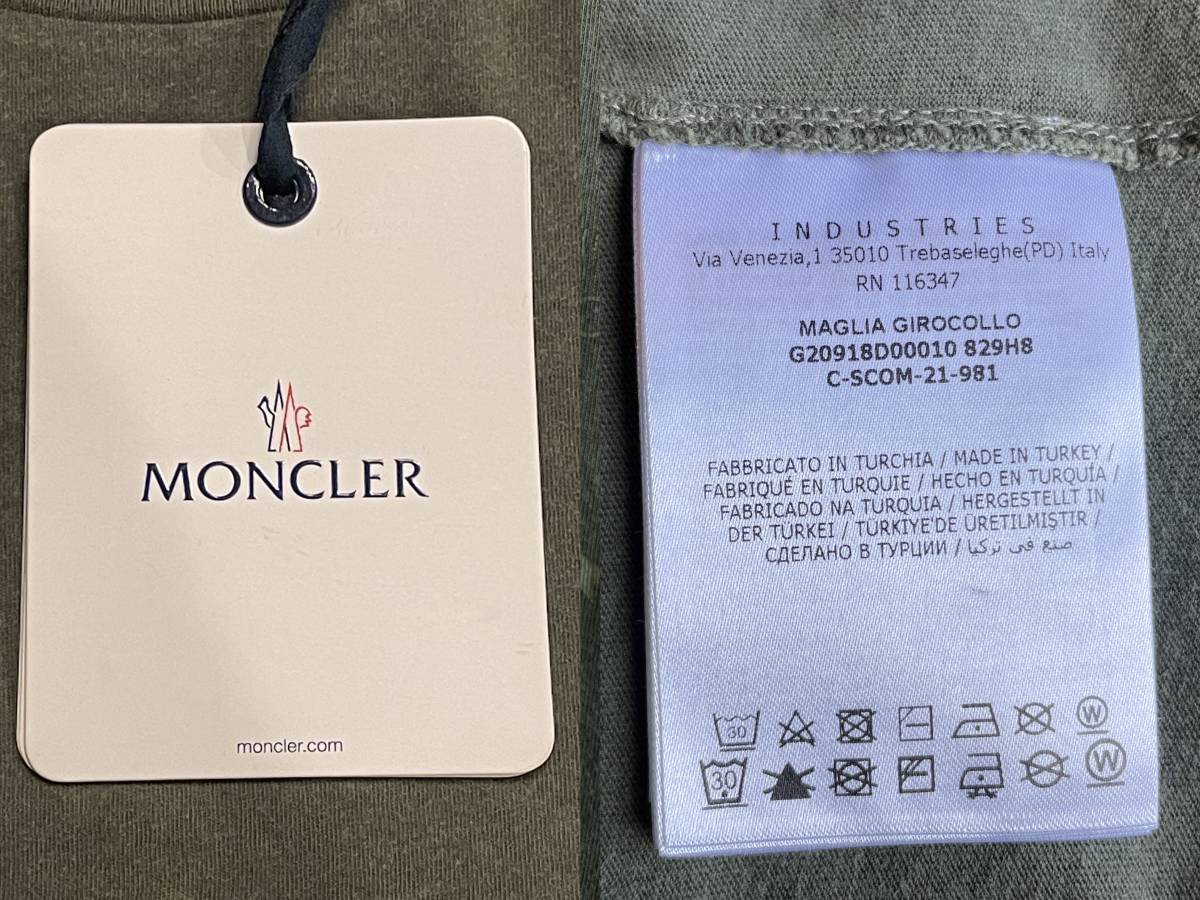 MONCLER
moncler.com
INDUSTRIES
Via Venezia,1 35010 Trebaseleghe(PD) Italy
RN 116347
MAGLIA GIROCOLLO
G20918D00010 829H8
C-SCOM-21-981
FABBRICATO IN TURCHIA / MADE IN TURKEY /
FABRIQUÉ EN TURQUIE / HECHO EN TURQUÍA /
FABRICADO NA TURQUIA / HERGESTELLT IN
DER TÜRKEI / TÜRKIYE'DE ÜRETILMIŞTIR /
СДЕЛАНО В ТУРЦИИ / صنع في تركيا
30 W
30 W